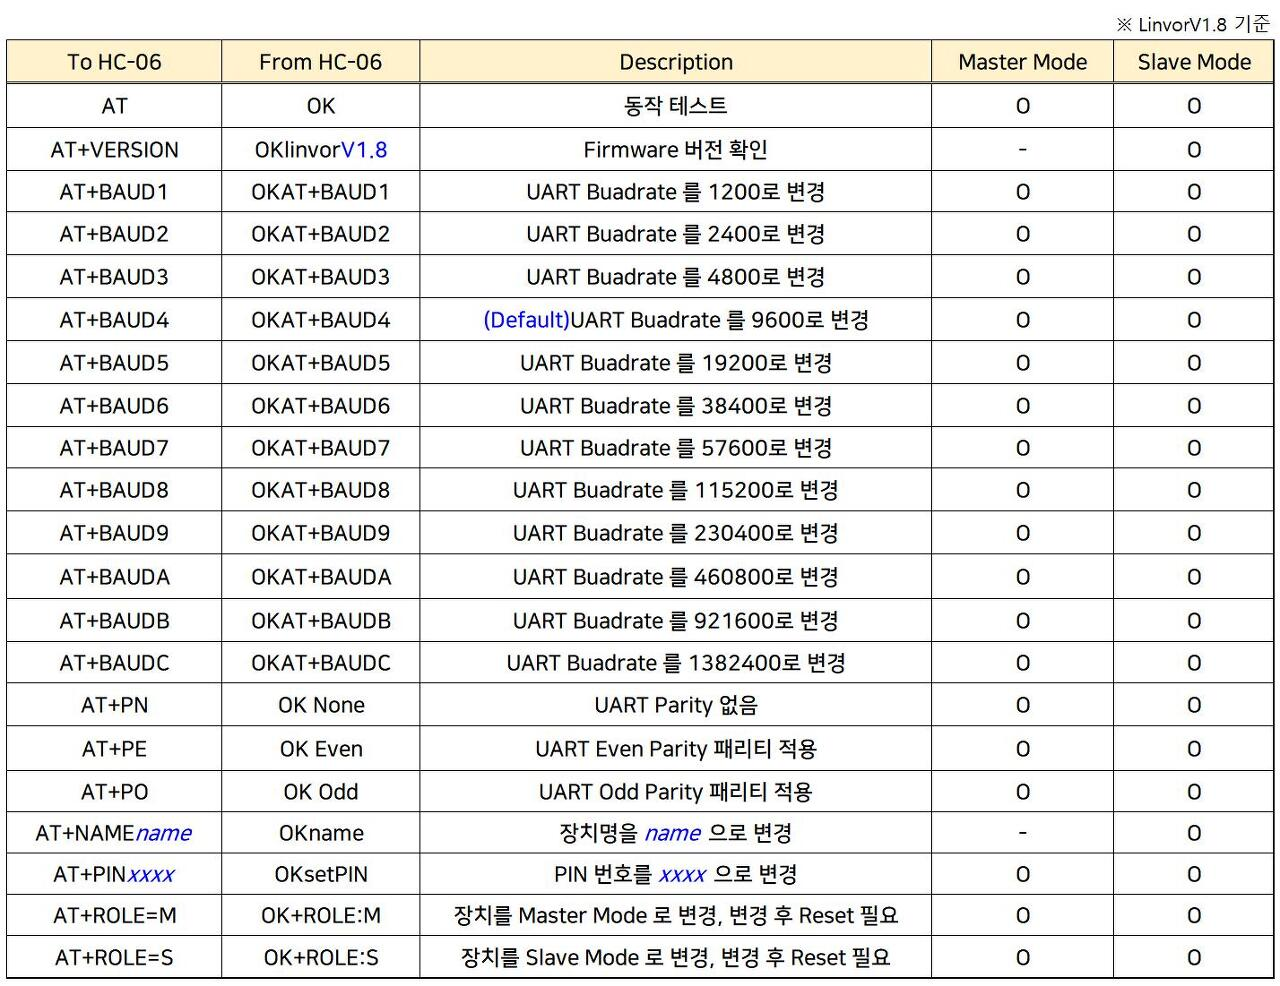 ※ LinvorV1.8 기준
To HC-06 From HC-06 Description Master Mode Slave Mode
AT OK 동작 테스트 O O
AT+VERSION OKlinvorV1.8 Firmware 버전 확인 - O
AT+BAUD1 OKAT+BAUD1 UART Buadrate 를 1200로 변경 O O
AT+BAUD2 OKAT+BAUD2 UART Buadrate 를 2400로 변경 O O
AT+BAUD3 OKAT+BAUD3 UART Buadrate 를 4800로 변경 O O
AT+BAUD4 OKAT+BAUD4 (Default)UART Buadrate 를 9600로 변경 O O
AT+BAUD5 OKAT+BAUD5 UART Buadrate 를 19200로 변경 O O
AT+BAUD6 OKAT+BAUD6 UART Buadrate 를 38400로 변경 O O
AT+BAUD7 OKAT+BAUD7 UART Buadrate 를 57600로 변경 O O
AT+BAUD8 OKAT+BAUD8 UART Buadrate 를 115200로 변경 O O
AT+BAUD9 OKAT+BAUD9 UART Buadrate 를 230400로 변경 O O
AT+BAUDA OKAT+BAUDA UART Buadrate 를 460800로 변경 O O
AT+BAUDB OKAT+BAUDB UART Buadrate 를 921600로 변경 O O
AT+BAUDC OKAT+BAUDC UART Buadrate 를 1382400로 변경 O O
AT+PN OK None UART Parity 없음 O O
AT+PE OK Even UART Even Parity 패리티 적용 O O
AT+PO OK Odd UART Odd Parity 패리티 적용 O O
AT+NAMEname OKname 장치명을 name 으로 변경 - O
AT+PINxxxx OKsetPIN PIN 번호를 xxxx 으로 변경 O O
AT+ROLE=M OK+ROLE:M 장치를 Master Mode 로 변경, 변경 후 Reset 필요 O O
AT+ROLE=S OK+ROLE:S 장치를 Slave Mode 로 변경, 변경 후 Reset 필요 O O